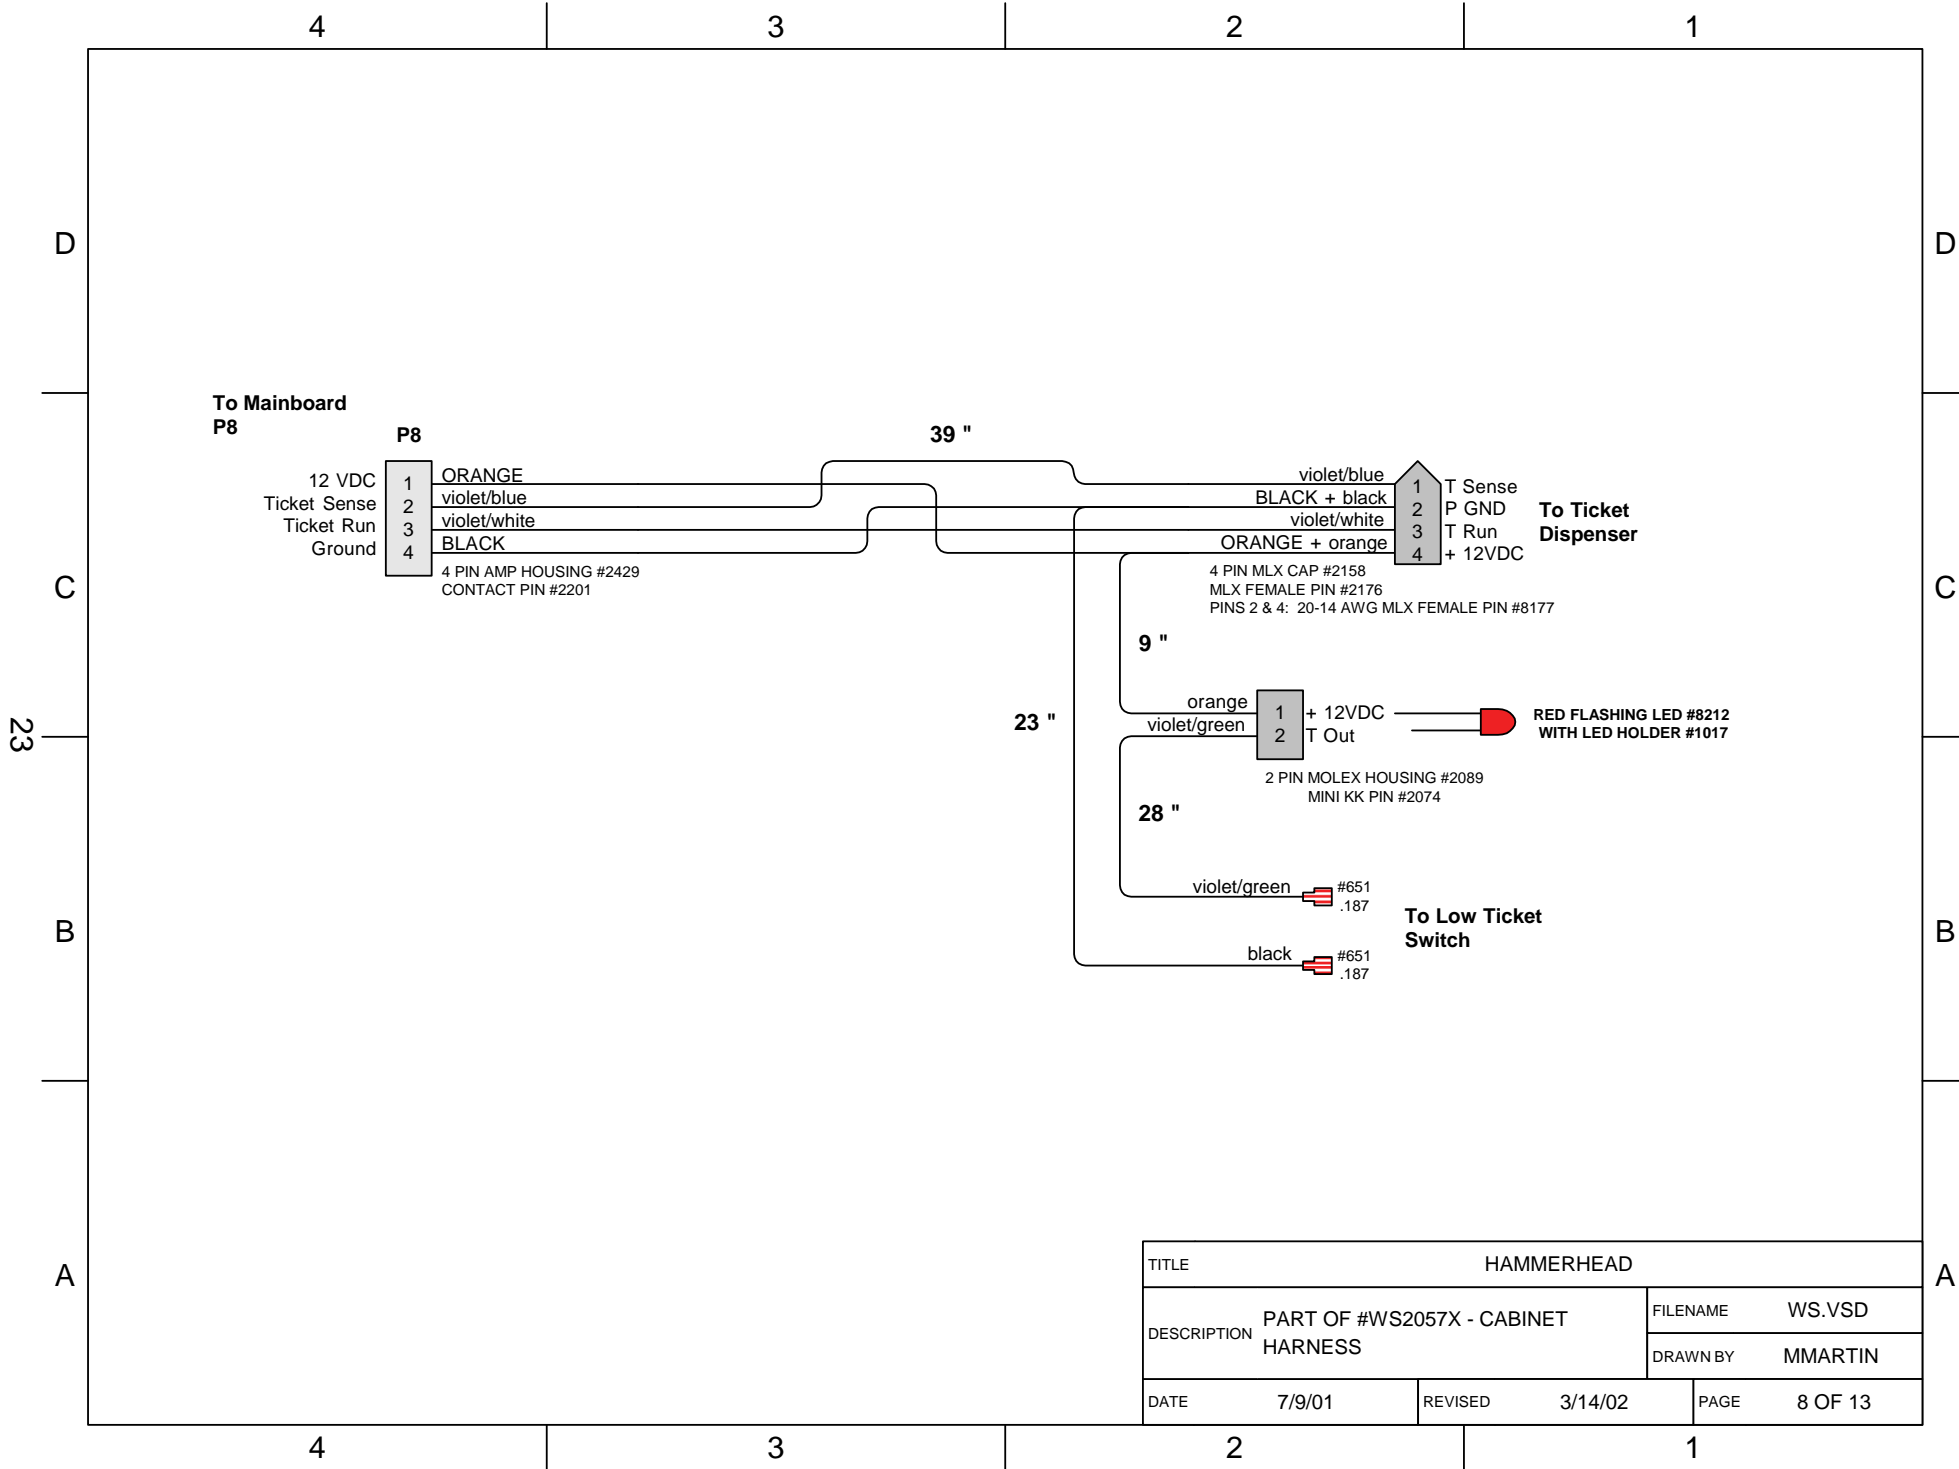 4 3 2 1
D D
To Mainboard
P8
P8
39 "
12 VDC 1 ORANGE
Ticket Sense 2 violet/blue
Ticket Run 3 violet/white
Ground 4 BLACK
4 PIN AMP HOUSING #2429
CONTACT PIN #2201
violet/blue 1 T Sense
BLACK + black 2 P GND
violet/white 3 T Run
ORANGE + orange 4 + 12VDC
To Ticket
Dispenser
4 PIN MLX CAP #2158
MLX FEMALE PIN #2176
PINS 2 & 4: 20-14 AWG MLX FEMALE PIN #8177
C C
9 "
23 "
orange 1 + 12VDC
violet/green 2 T Out
RED FLASHING LED #8212
WITH LED HOLDER #1017
2 PIN MOLEX HOUSING #2089
MINI KK PIN #2074
23
28 "
violet/green #651
.187
To Low Ticket
Switch
black #651
.187
B B
A A
TITLE HAMMERHEAD
DESCRIPTION PART OF #WS2057X - CABINET
HARNESS
FILENAME WS.VSD
DRAWN BY MMARTIN
DATE 7/9/01 REVISED 3/14/02 PAGE 8 OF 13
4 3 2 1